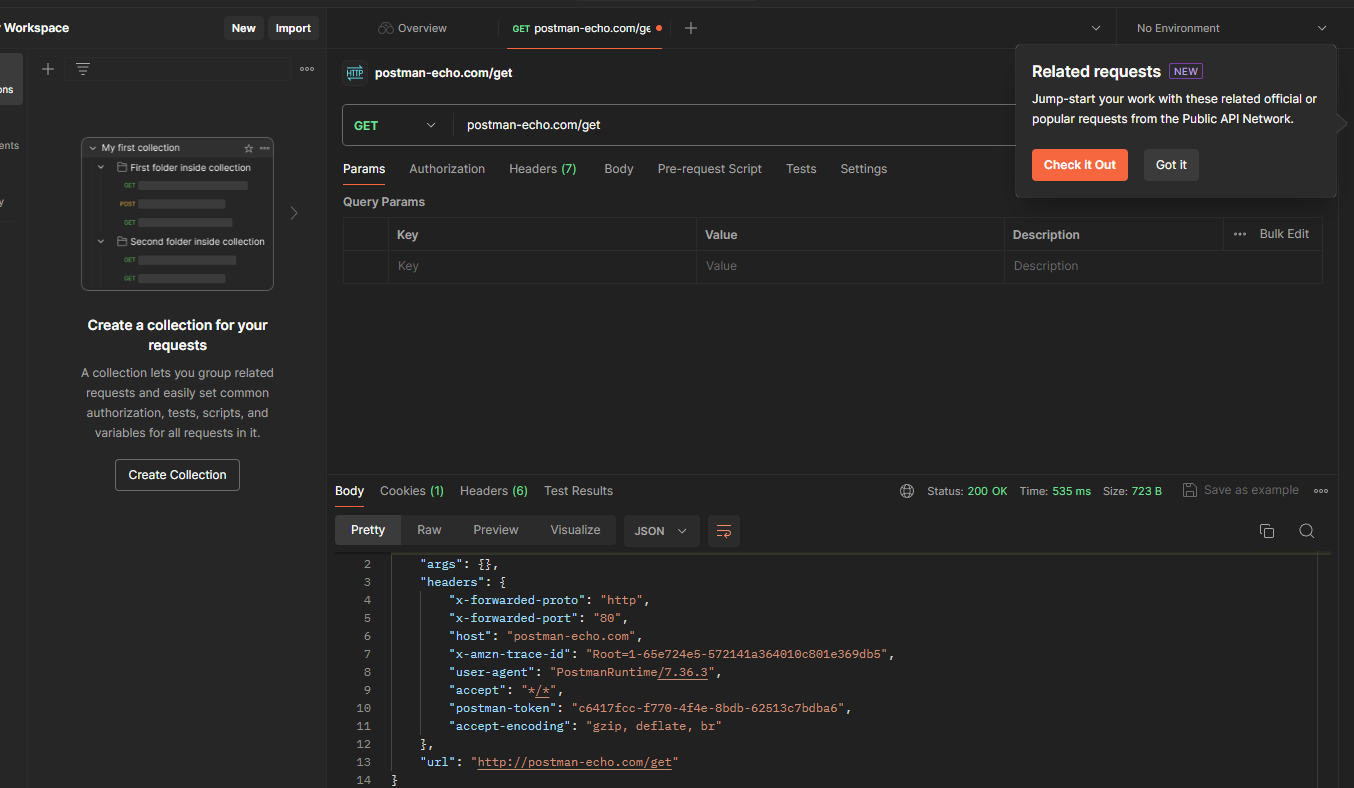 Workspace
New
Import
Overview
GET postman-echo.com/ge
No Environment
ons
ents
y
My first collection
First folder inside collection
GET
POST
GET
Second folder inside collection
GET
GET
Create a collection for your
requests
A collection lets you group related
requests and easily set common
authorization, tests, scripts, and
variables for all requests in it.
Create Collection
HTTP postman-echo.com/get
GET postman-echo.com/get
Related requests NEW
Jump-start your work with these related official or
popular requests from the Public API Network.
Check it Out
Got it
Params Authorization Headers (7) Body Pre-request Script Tests Settings
Query Params
Key Value Description Bulk Edit
Key Value Description
Body Cookies (1) Headers (6) Test Results
Status: 200 OK Time: 535 ms Size: 723 B Save as example
Pretty Raw Preview Visualize JSON
2 "args": {},
3 "headers": {
4 "x-forwarded-proto": "http",
5 "x-forwarded-port": "80",
6 "host": "postman-echo.com",
7 "x-amzn-trace-id": "Root=1-65e724e5-572141a364010c801e369db5",
8 "user-agent": "PostmanRuntime/7.36.3",
9 "accept": "*/*",
10 "postman-token": "c6417fcc-f770-4f4e-8bdb-62513c7bdba6",
11 "accept-encoding": "gzip, deflate, br"
12 },
13 "url": "http://postman-echo.com/get"
14 }